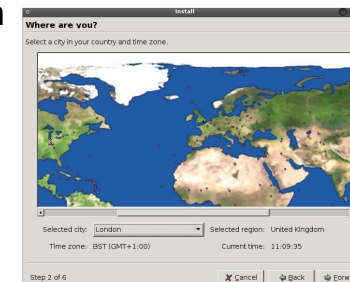 Install
Where are you?
Select a city in your country and time zone.
Selected city: London Selected region: United Kingdom
Time zone: BST (GMT+1:00) Current time: 11:09:35
Step 2 of 6 Cancel Back Forw